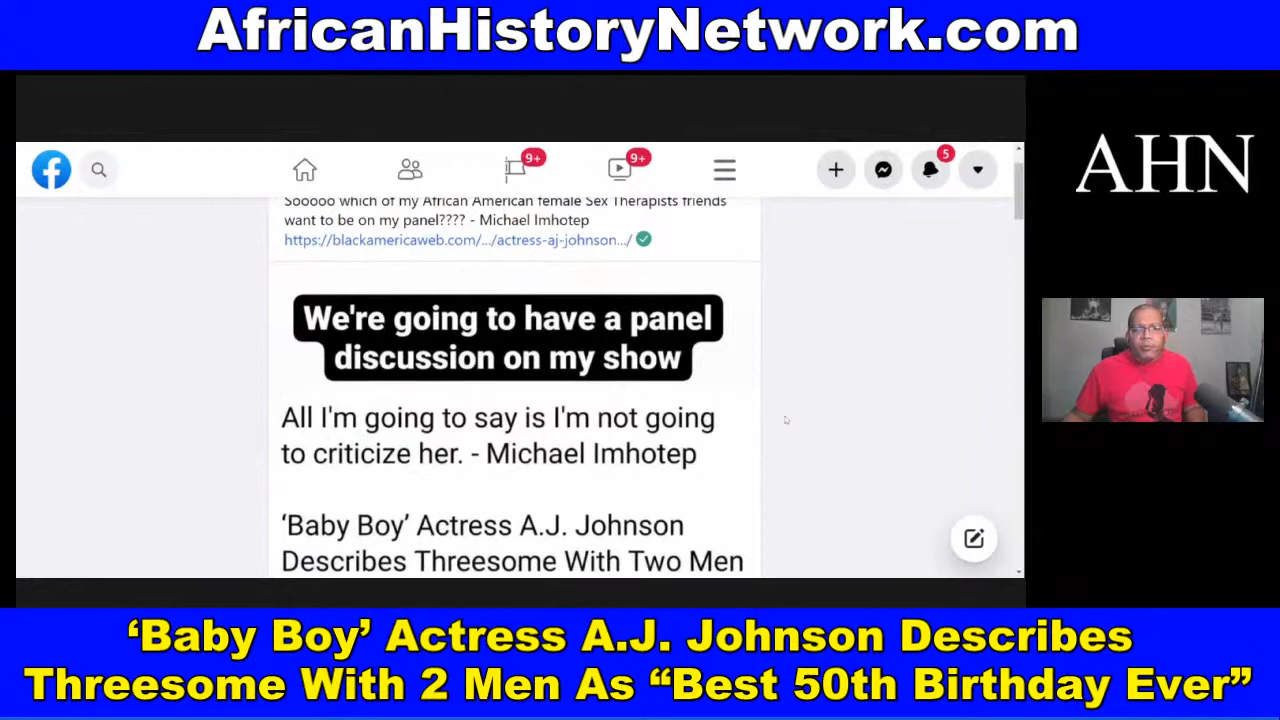 AfricanHistoryNetwork.com
AHN
9+
9+
5
Sooooo which of my African American female Sex Therapists friends
want to be on my panel???? - Michael Imhotep
https://blackamericaweb.com/.../actress-aj-johnson.../
We're going to have a panel
discussion on my show
All I'm going to say is I'm not going
to criticize her. - Michael Imhotep
‘Baby Boy’ Actress A.J. Johnson
Describes Threesome With Two Men
‘Baby Boy’ Actress A.J. Johnson Describes
Threesome With 2 Men As “Best 50th Birthday Ever”